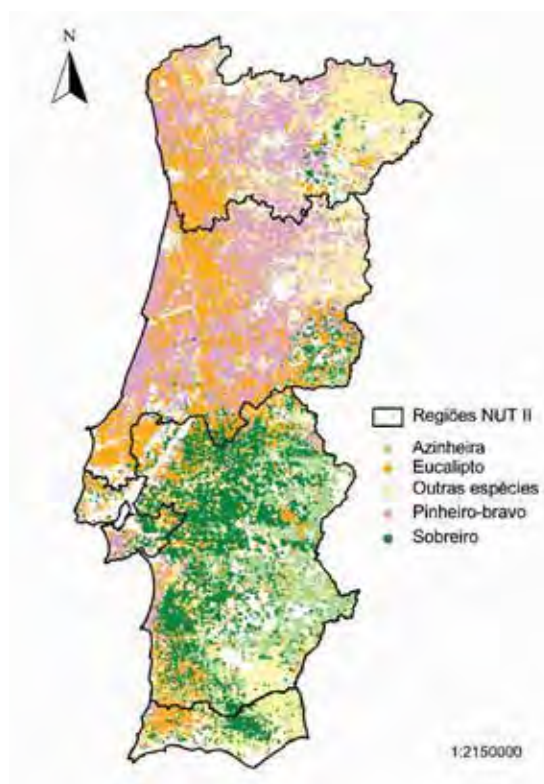 N
Regiões NUT II
Azinheira
Eucalipto
Outras espécies
Pinheiro-bravo
Sobreiro
1:2150000